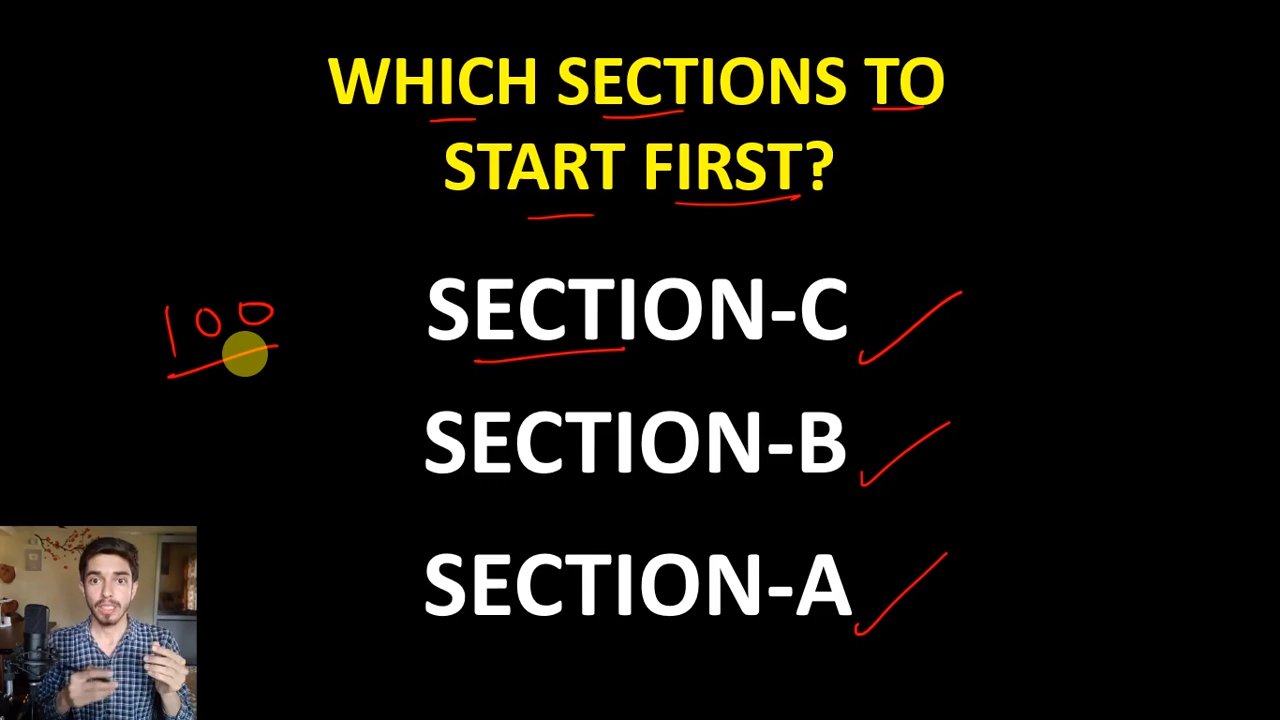 WHICH SECTIONS TO
START FIRST?
SECTION-C
100
SECTION-B
SECTION-A